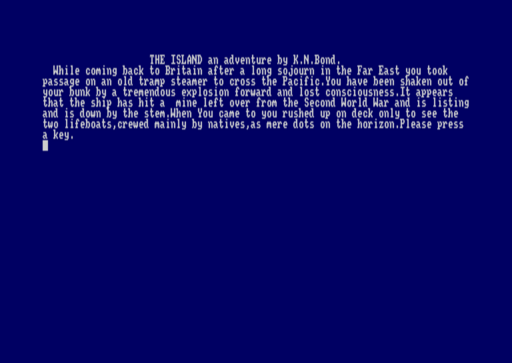 THE ISLAND an adventure by K.N.Bond.
While coming back to Britain after a long sojourn in the Far East you took
passage on an old tramp steamer to cross the Pacific.You have been shaken out of
your bunk by a tremendous explosion forward and lost consciousness.It appears
that the ship has hit a  mine left over from the Second World War and is listing
and is down by the stem.When You came to you rushed up on deck only to see the
two lifeboats,crewed mainly by natives,as mere dots on the horizon.Please press
a key.